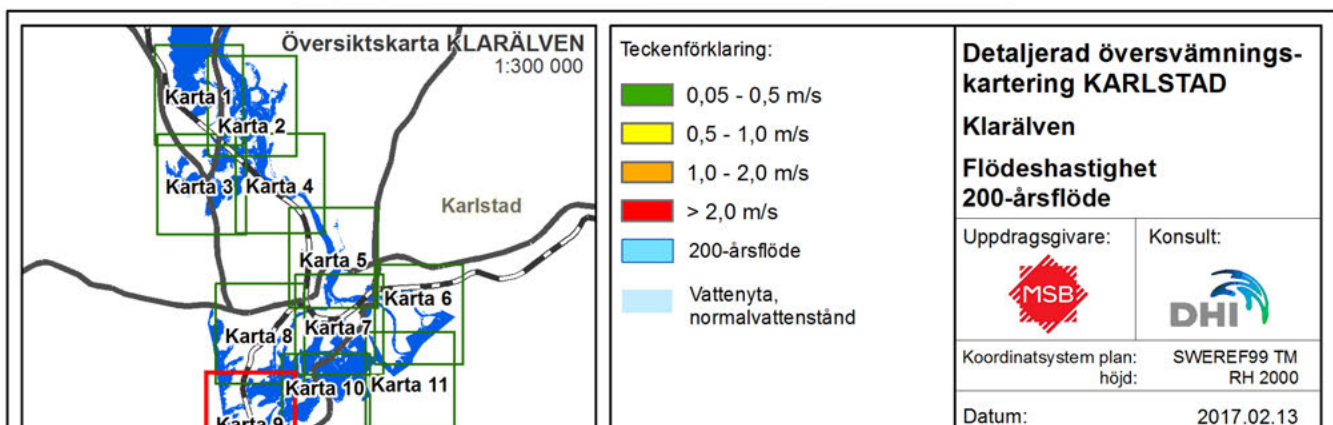 Översiktskarta KLARÄLVEN
1:300 000
Karta 1
Karta 2
Karta 3
Karta 4
Karlstad
Karta 5
Karta 6
Karta 7
Karta 8
Karta 10
Karta 11
Karta 9
Teckenförklaring:
0,05 - 0,5 m/s
0,5 - 1,0 m/s
1,0 - 2,0 m/s
> 2,0 m/s
200-årsflöde
Vattenyta,
normalvattenstånd
Detaljerad översvämnings-
kartering KARLSTAD
Klarälven
Flödeshastighet
200-årsflöde
Uppdragsgivare:
MSB
Konsult:
DHI
Koordinatsystem plan: SWEREF99 TM
höjd: RH 2000
Datum: 2017.02.13